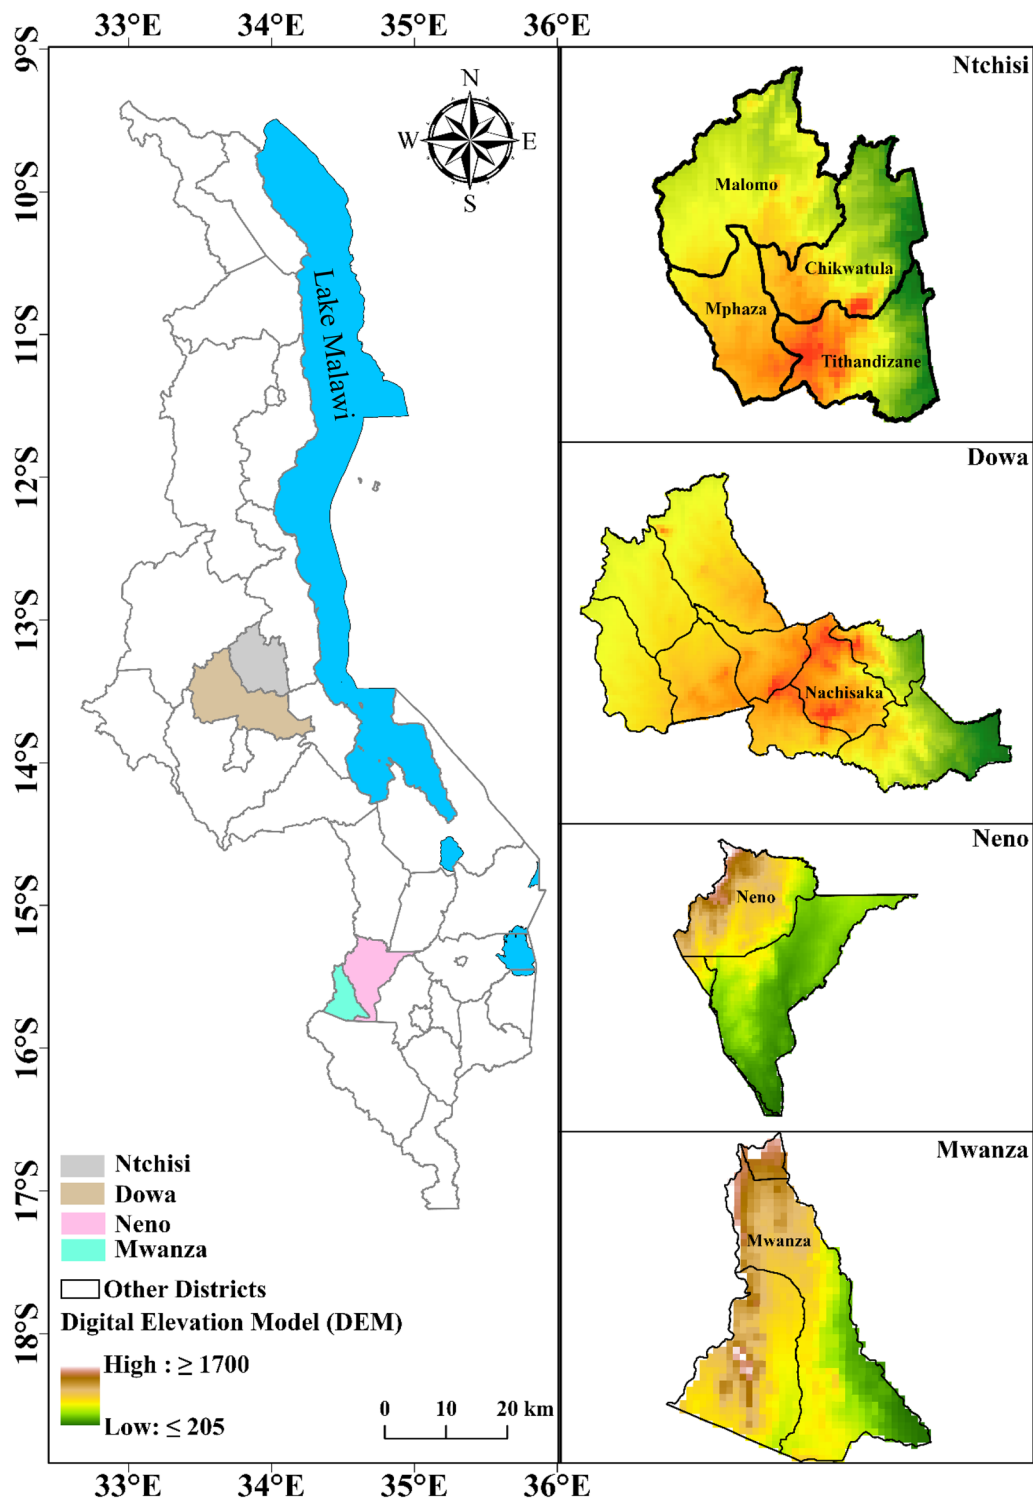 33°E 34°E 35°E 36°E
9°S
10°S
11°S
12°S
13°S
14°S
15°S
16°S
17°S
18°S
N
W E
S
Lake Malawi
Ntchisi
Dowa
Neno
Mwanza
Other Districts
Digital Elevation Model (DEM)
High : ≥ 1700
Low: ≤ 205
0 10 20 km
33°E 34°E 35°E 36°E
Ntchisi
Malomo
Chikwatula
Mphaza
Tithandizane
Dowa
Nachisaka
Neno
Neno
Mwanza
Mwanza